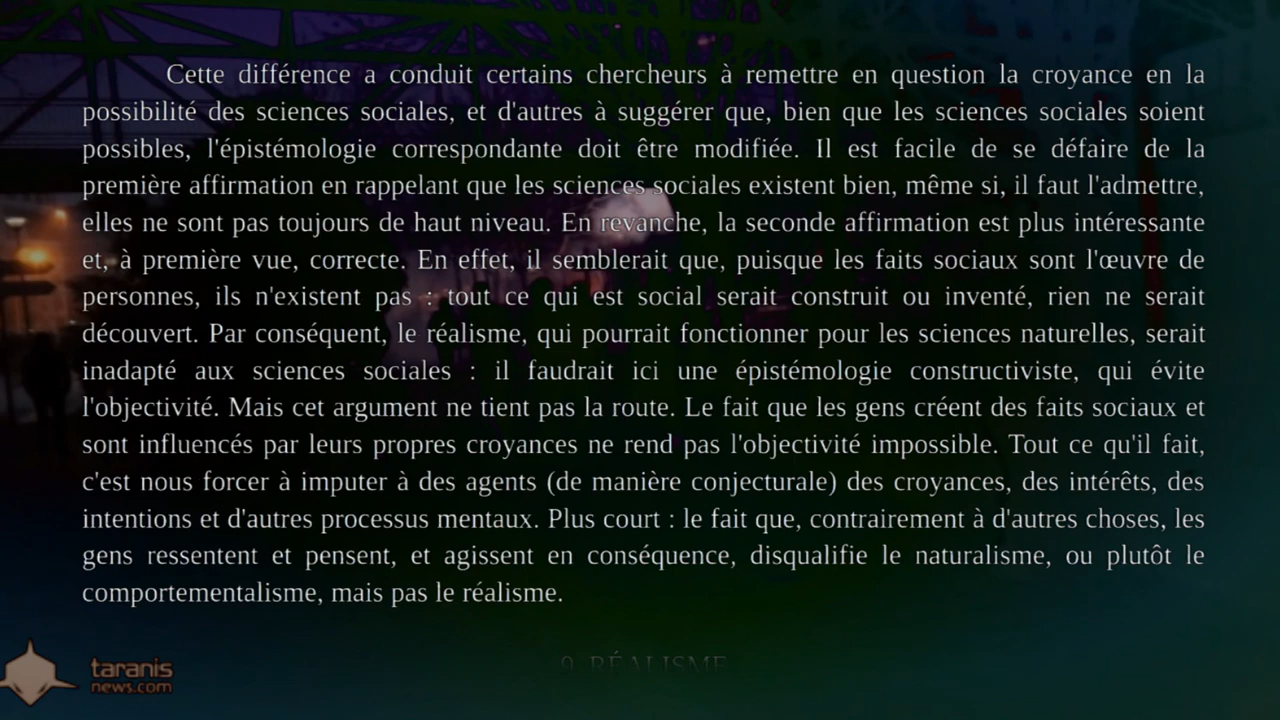 Cette différence a conduit certains chercheurs à remettre en question la croyance en la
possibilité des sciences sociales, et d'autres à suggérer que, bien que les sciences sociales soient
possibles, l'épistémologie correspondante doit être modifiée. Il est facile de se défaire de la
première affirmation en rappelant que les sciences sociales existent bien, même si, il faut l'admettre,
elles ne sont pas toujours de haut niveau. En revanche, la seconde affirmation est plus intéressante
et, à première vue, correcte. En effet, il semblerait que, puisque les faits sociaux sont l'œuvre de
personnes, ils n'existent pas : tout ce qui est social serait construit ou inventé, rien ne serait
découvert. Par conséquent, le réalisme, qui pourrait fonctionner pour les sciences naturelles, serait
inadapté aux sciences sociales : il faudrait ici une épistémologie constructiviste, qui évite
l'objectivité. Mais cet argument ne tient pas la route. Le fait que les gens créent des faits sociaux et
sont influencés par leurs propres croyances ne rend pas l'objectivité impossible. Tout ce qu'il fait,
c'est nous forcer à imputer à des agents (de manière conjecturale) des croyances, des intérêts, des
intentions et d'autres processus mentaux. Plus court : le fait que, contrairement à d'autres choses, les
gens ressentent et pensent, et agissent en conséquence, disqualifie le naturalisme, ou plutôt le
comportementalisme, mais pas le réalisme.
9. RÉALISME
taranis
news.com